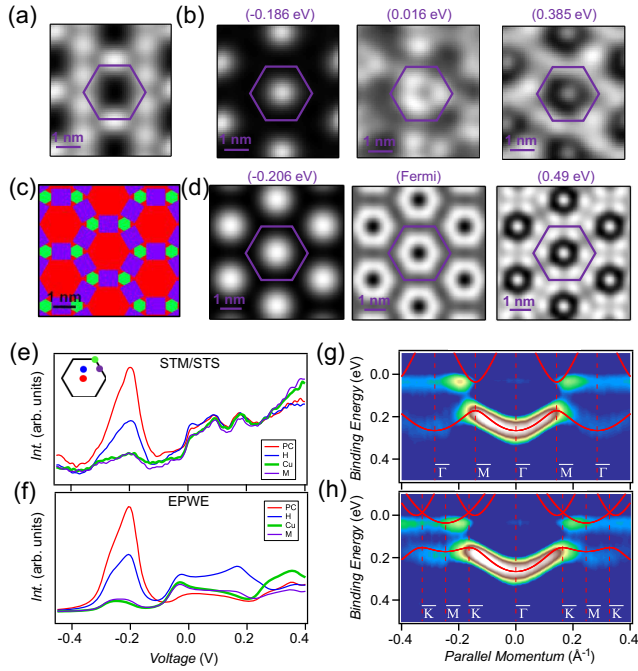 (a)
1 nm
(b)
(-0.186 eV)
(0.016 eV)
(0.385 eV)
1 nm
1 nm
1 nm
(c)
1 nm
(d)
(-0.206 eV)
(Fermi)
(0.49 eV)
1 nm
1 nm
1 nm
(e)
STM/STS
Int. (arb. units)
PC
H
Cu
M
(f)
EPWE
Int. (arb. units)
PC
H
Cu
M
-0.4 -0.2 0.0 0.2 0.4
Voltage (V)
(g)
Binding Energy (eV)
0.0
0.2
0.4
Γ M Γ M Γ
(h)
Binding Energy (eV)
0.0
0.2
0.4
K M K Γ K M K
-0.4 -0.2 0.0 0.2 0.4
Parallel Momentum (Å⁻¹)